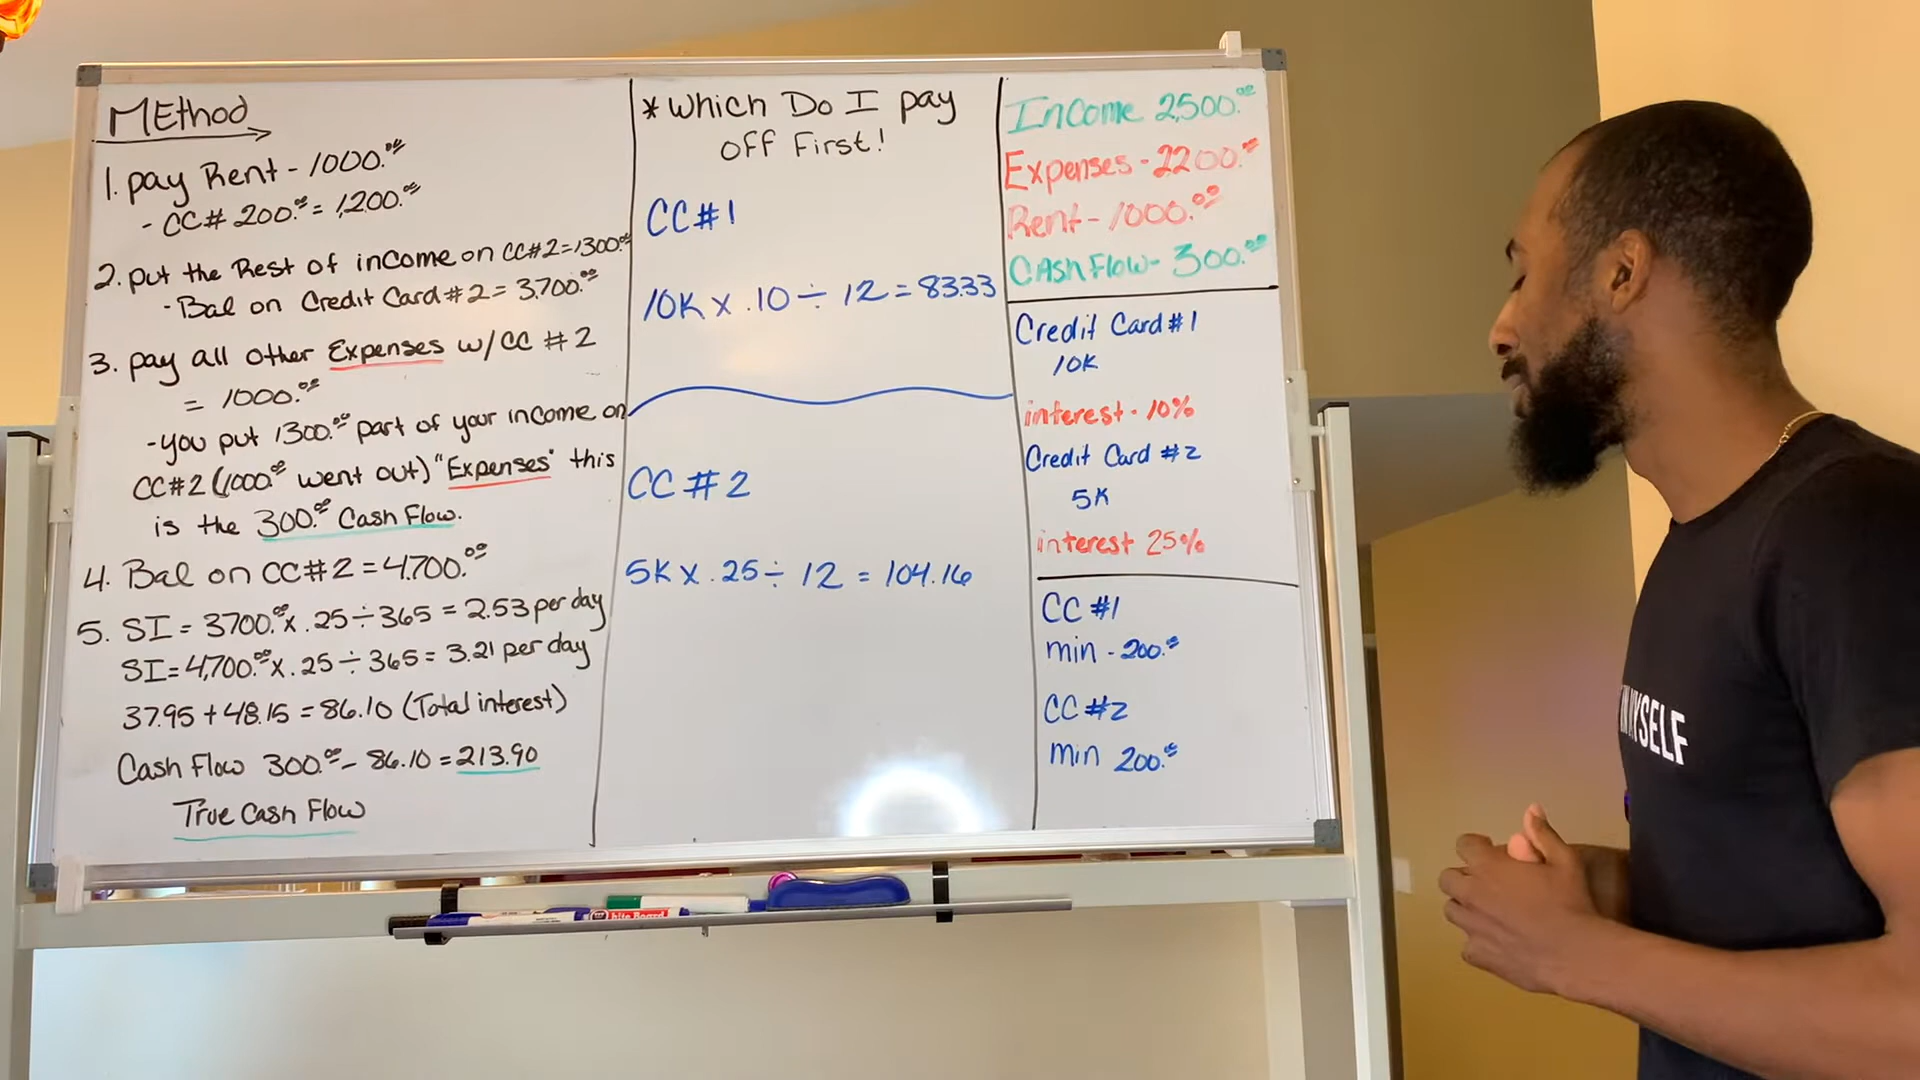 MEthod
1. pay Rent - 1000.00
- CC# 200.00 = 1,200.00
2. put the Rest of income on CC#2 = 1300.00
- Bal on Credit Card #2 = 3,700.00
3. pay all other Expenses w/CC #2
= 1000.00
- you put 1300.00 part of your income on
CC#2 (1000.00 went out) "Expenses" this
is the 300.00 Cash Flow.
4. Bal on CC#2 = 4,700.00
5. SI = 3700.00 x .25 ÷ 365 = 2.53 per day
SI = 4,700.00 x .25 ÷ 365 = 3.21 per day
37.95 + 48.15 = 86.10 (Total interest)
Cash Flow 300.00 - 86.10 = 213.90
True Cash Flow
* Which Do I pay
off First!
CC#1
10K x .10 ÷ 12 = 83.33
CC #2
5K x .25 ÷ 12 = 104.16
InCome 2,500.00
Expenses - 2200.00
Rent - 1000.00
CAsh Flow - 300.00
Credit Card #1
10K
interest - 10%
Credit Card #2
5K
interest 25%
CC #1
min - 200.00
CC #2
min 200.00
MYSELF